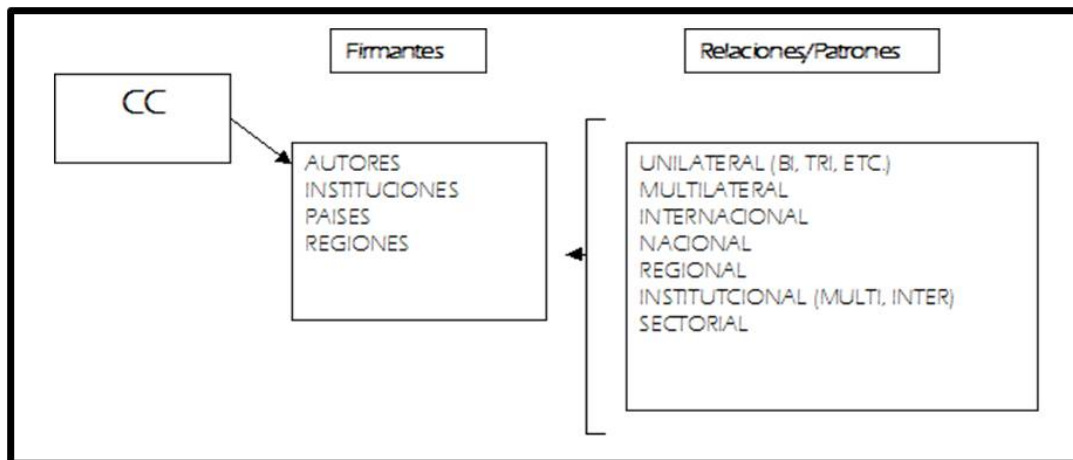 Firmantes
Relaciones/Patrones
CC
AUTORES
INSTITUCIONES
PAISES
REGIONES
UNILATERAL (BI, TRI, ETC.)
MULTILATERAL
INTERNACIONAL
NACIONAL
REGIONAL
INSTITUTCIONAL (MULTI, INTER)
SECTORIAL